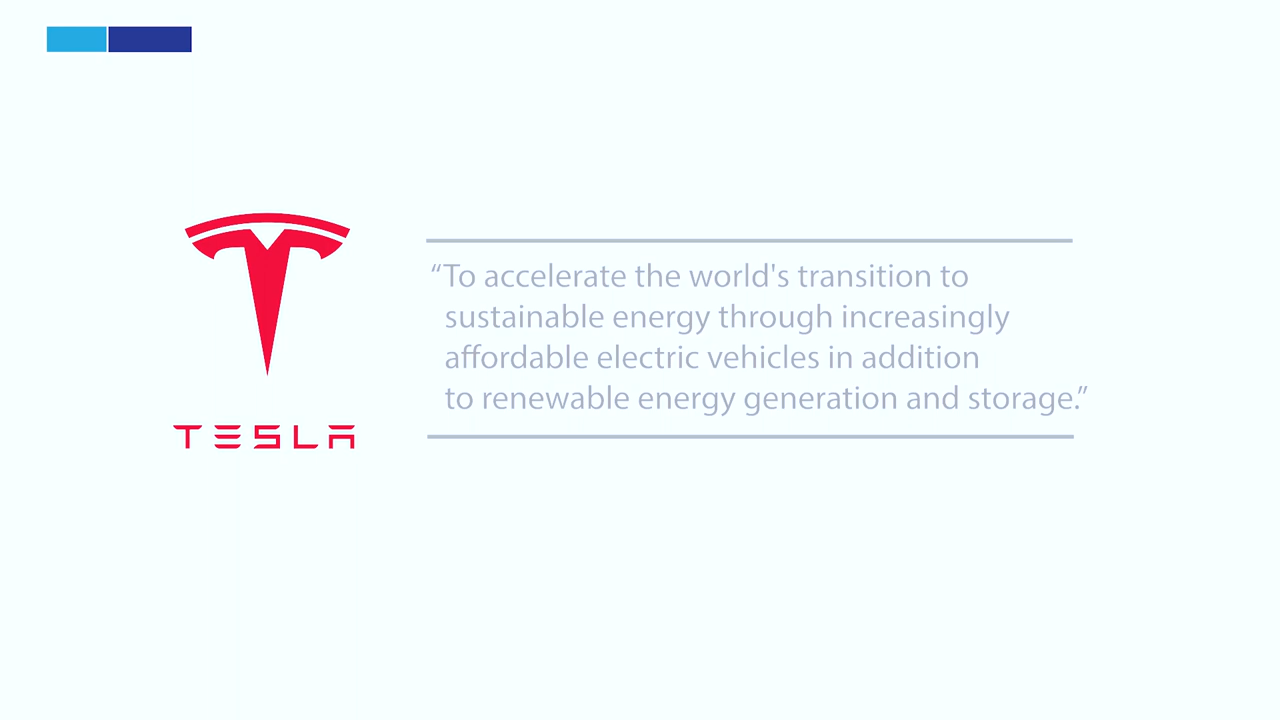 TESLA
“To accelerate the world's transition to
sustainable energy through increasingly
affordable electric vehicles in addition
to renewable energy generation and storage.”